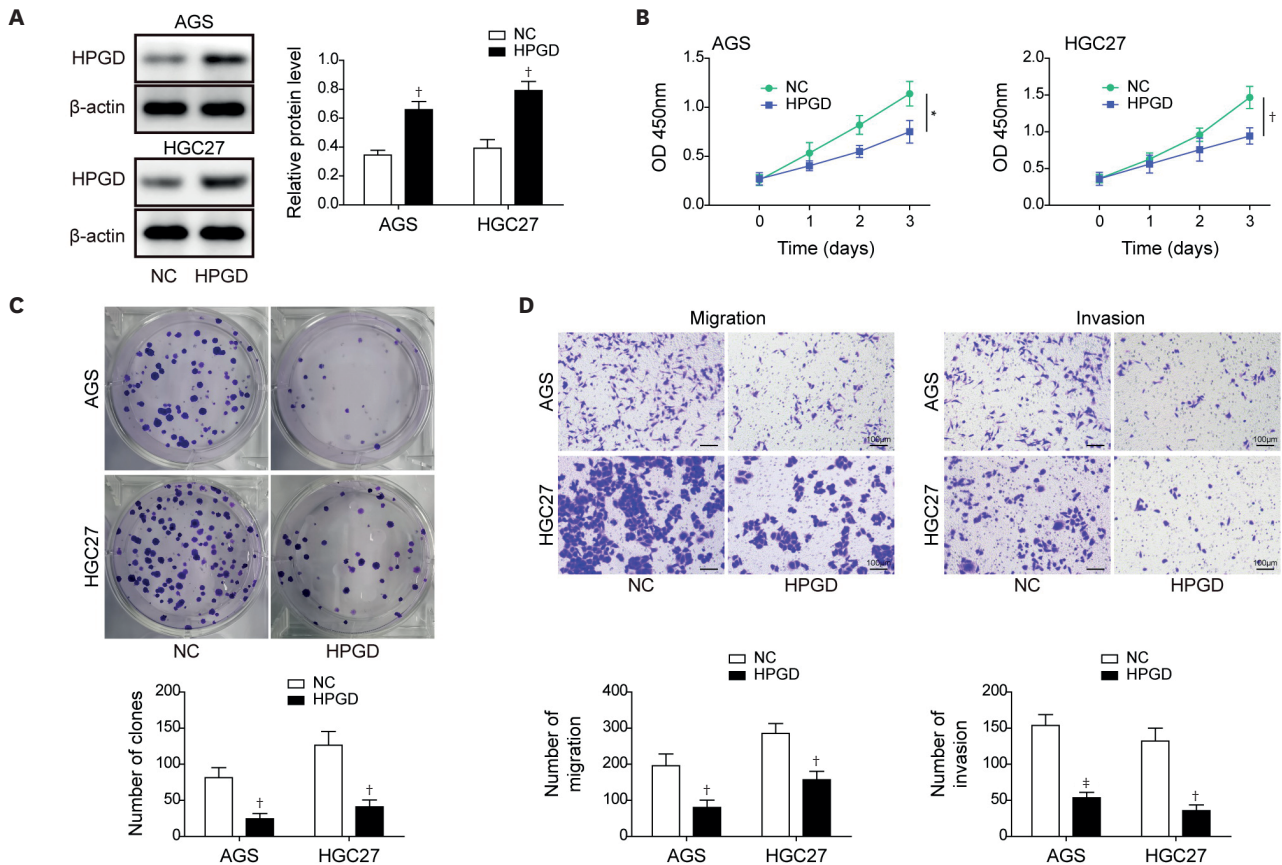 A
AGS
HPGD
β-actin
HGC27
HPGD
β-actin
NC HPGD
NC
HPGD
Relative protein level
1.0
0.8
0.6
0.4
0.2
0.0
†
†
AGS HGC27
B
AGS
NC
HPGD
OD 450nm
1.5
1.0
0.5
0
*
0 1 2 3
Time (days)
HGC27
NC
HPGD
OD 450nm
2.0
1.5
1.0
0.5
0
†
0 1 2 3
Time (days)
C
AGS
HGC27
NC HPGD
NC
HPGD
Number of clones
200
150
100
50
0
†
†
AGS HGC27
D
Migration
AGS
100μm
HGC27
100μm
NC HPGD
Invasion
AGS
100μm
HGC27
100μm
NC HPGD
NC
HPGD
Number of
migration
400
300
200
100
0
†
†
AGS HGC27
NC
HPGD
Number of
invasion
200
150
100
50
0
‡
†
AGS HGC27